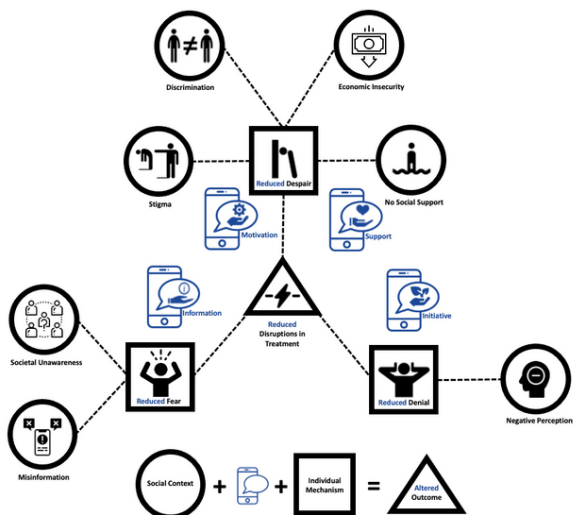 Discrimination
Economic Insecurity
Reduced Despair
Stigma
No Social Support
Motivation
Support
Information
Initiative
Reduced
Disruptions in
Treatment
Societal Unawareness
Reduced Fear
Reduced Denial
Negative Perception
Misinformation
Social Context
+
+
Individual
Mechanism
=
Altered
Outcome